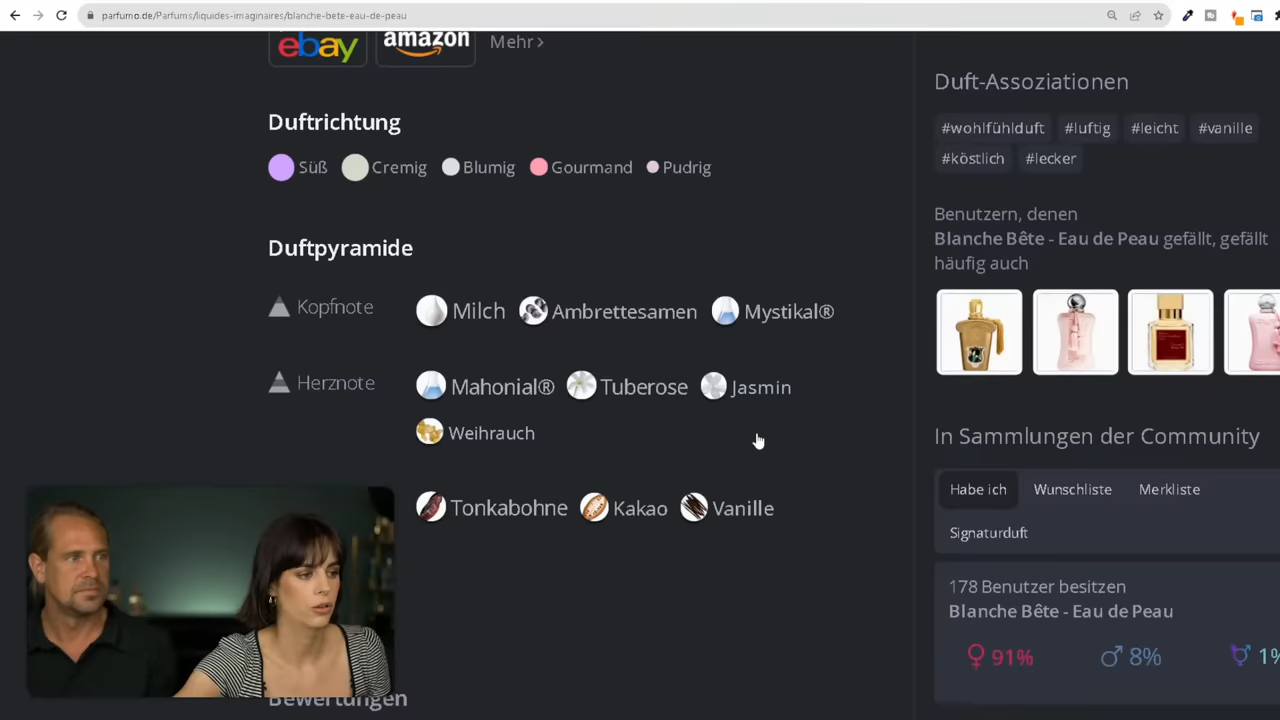 parfumo.de/Parfums/liquides-imaginaires/blanche-bete-eau-de-peau
ebay
amazon
Mehr >
Duftrichtung
Süß Cremig Blumig Gourmand Pudrig
Duftpyramide
Kopfnote
Milch Ambrettesamen Mystikal®
Herznote
Mahonial® Tuberose Jasmin
Weihrauch
Tonkabohne Kakao Vanille
Bewertungen
Duft-Assoziationen
#wohlfühlduft #luftig #leicht #vanille
#köstlich #lecker
Benutzern, denen
Blanche Bête - Eau de Peau gefällt, gefällt
häufig auch
In Sammlungen der Community
Habe ich Wunschliste Merkliste
Signaturduft
178 Benutzer besitzen
Blanche Bête - Eau de Peau
91% 8% 1%